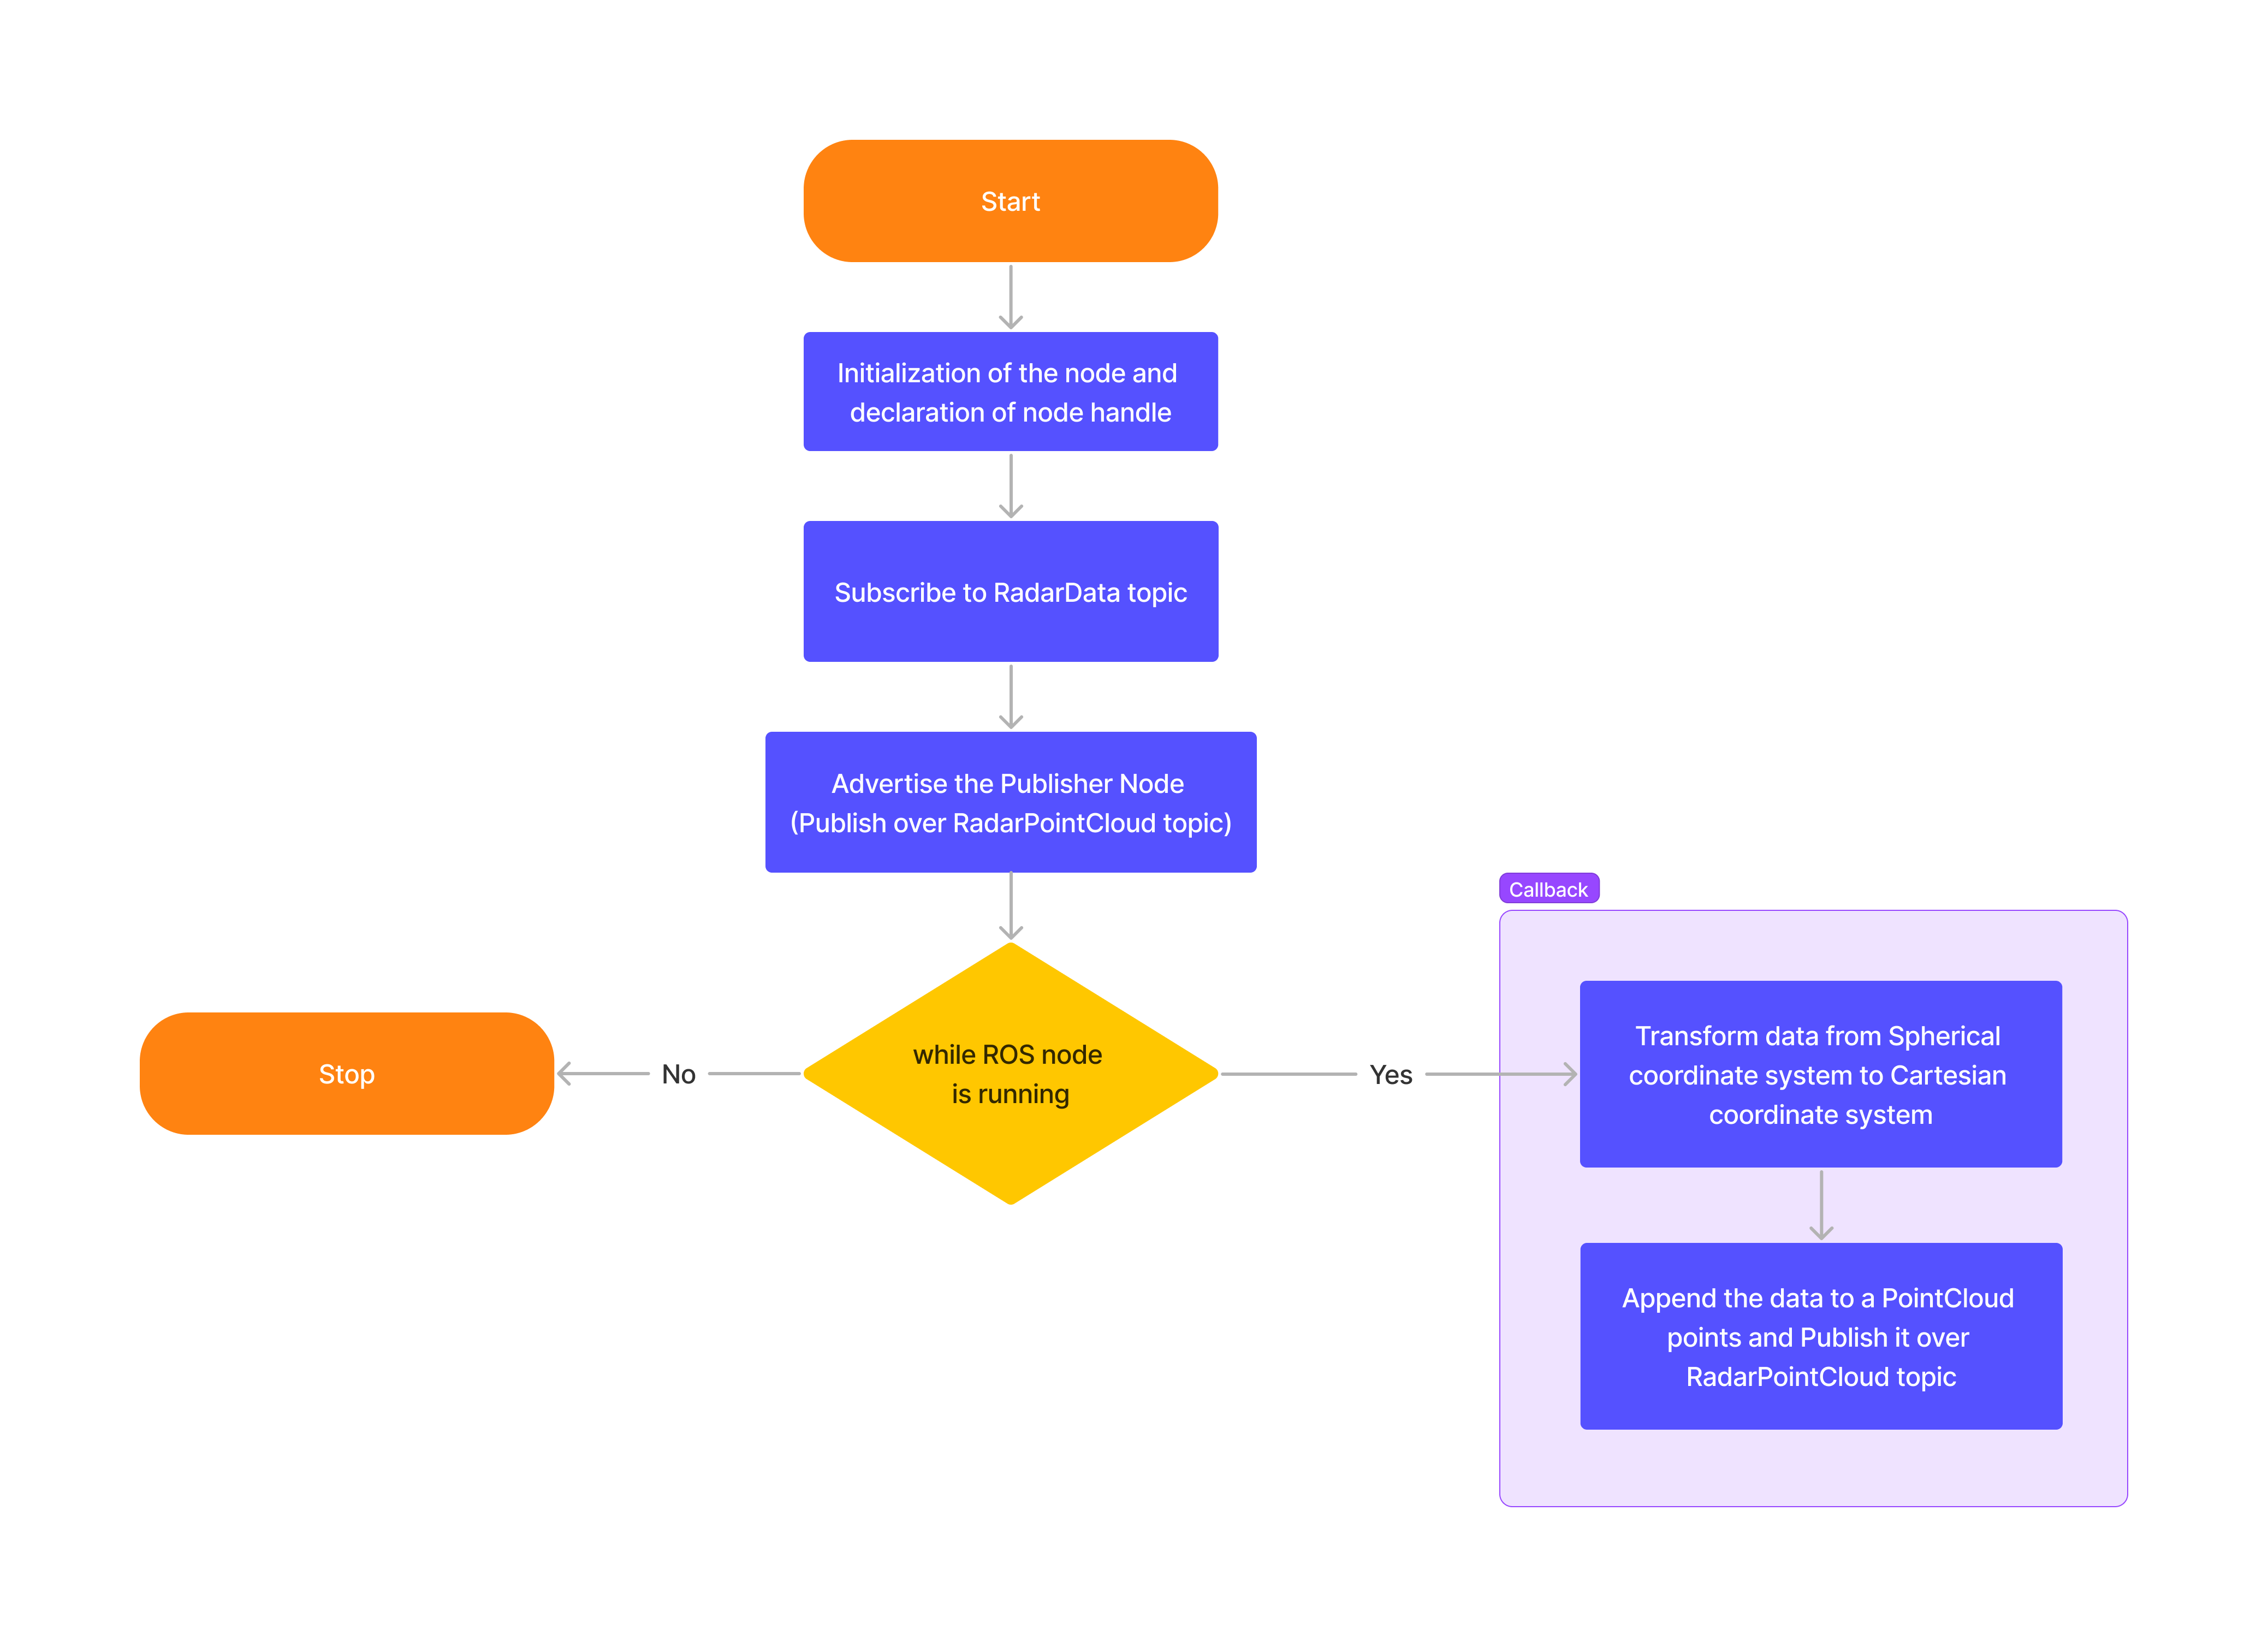 Start
Initialization of the node and
declaration of node handle
Subscribe to RadarData topic
Advertise the Publisher Node
(Publish over RadarPointCloud topic)
while ROS node
is running
No
Stop
Yes
Callback
Transform data from Spherical
coordinate system to Cartesian
coordinate system
Append the data to a PointCloud
points and Publish it over
RadarPointCloud topic